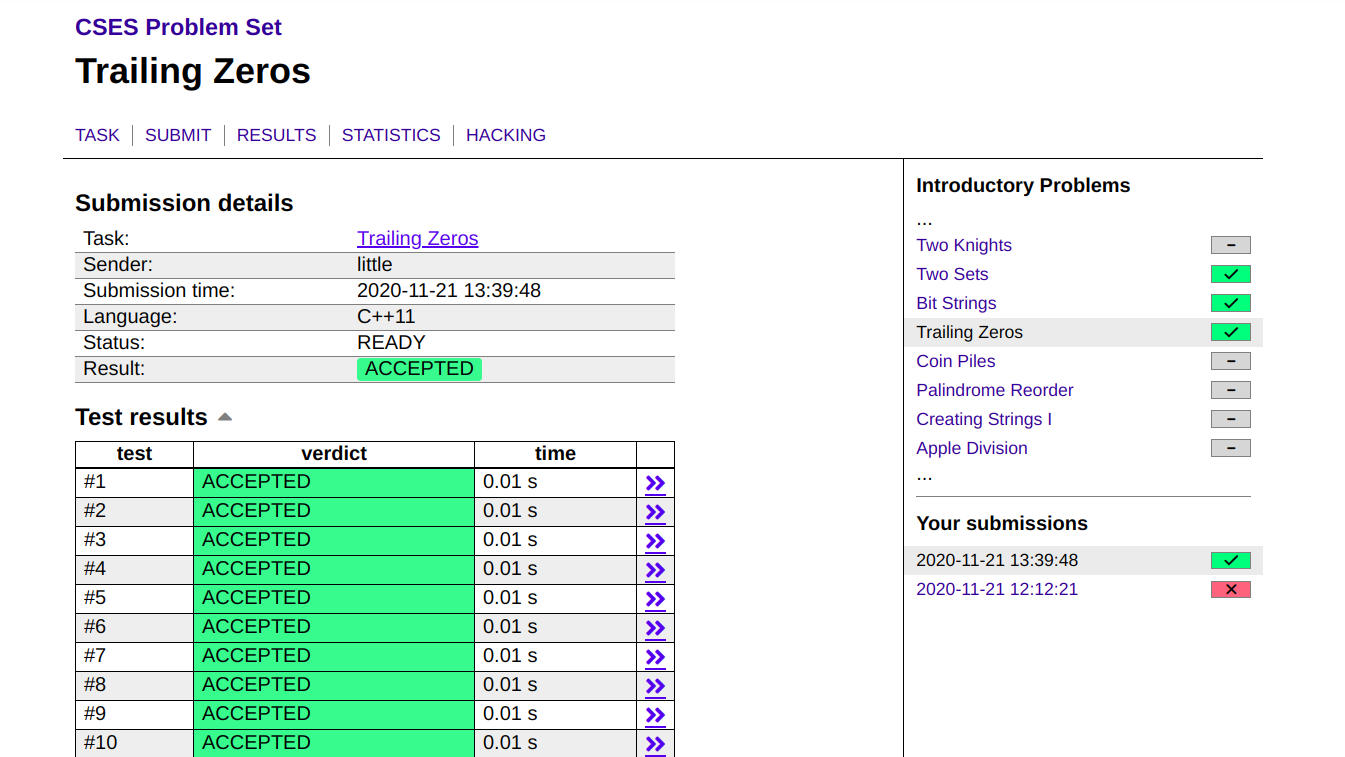 CSES Problem Set
Trailing Zeros
TASK SUBMIT RESULTS STATISTICS HACKING
Submission details
Task: Trailing Zeros
Sender: little
Submission time: 2020-11-21 13:39:48
Language: C++11
Status: READY
Result: ACCEPTED
Test results
test verdict time
#1 ACCEPTED 0.01 s
#2 ACCEPTED 0.01 s
#3 ACCEPTED 0.01 s
#4 ACCEPTED 0.01 s
#5 ACCEPTED 0.01 s
#6 ACCEPTED 0.01 s
#7 ACCEPTED 0.01 s
#8 ACCEPTED 0.01 s
#9 ACCEPTED 0.01 s
#10 ACCEPTED 0.01 s
Introductory Problems
...
Two Knights
Two Sets
Bit Strings
Trailing Zeros
Coin Piles
Palindrome Reorder
Creating Strings I
Apple Division
...
Your submissions
2020-11-21 13:39:48
2020-11-21 12:12:21